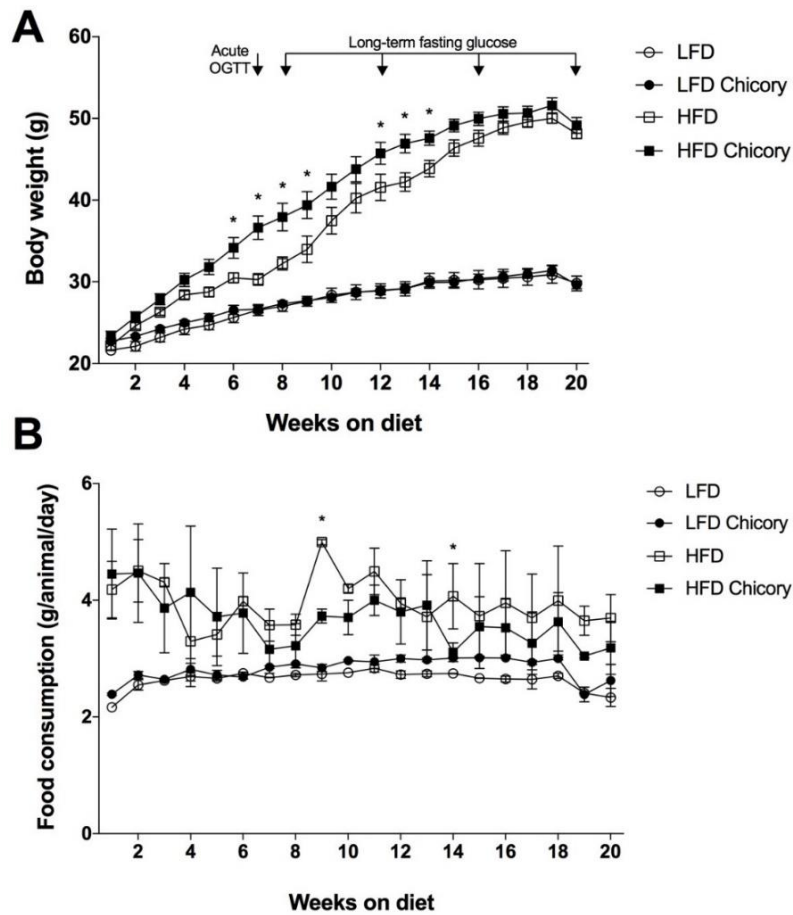 A
Body weight (g)
60
50
40
30
20
Acute
OGTT
Long-term fasting glucose
* * * * * * *
2 4 6 8 10 12 14 16 18 20
Weeks on diet
LFD
LFD Chicory
HFD
HFD Chicory
B
Food consumption (g/animal/day)
6
4
2
0
* *
2 4 6 8 10 12 14 16 18 20
Weeks on diet
LFD
LFD Chicory
HFD
HFD Chicory